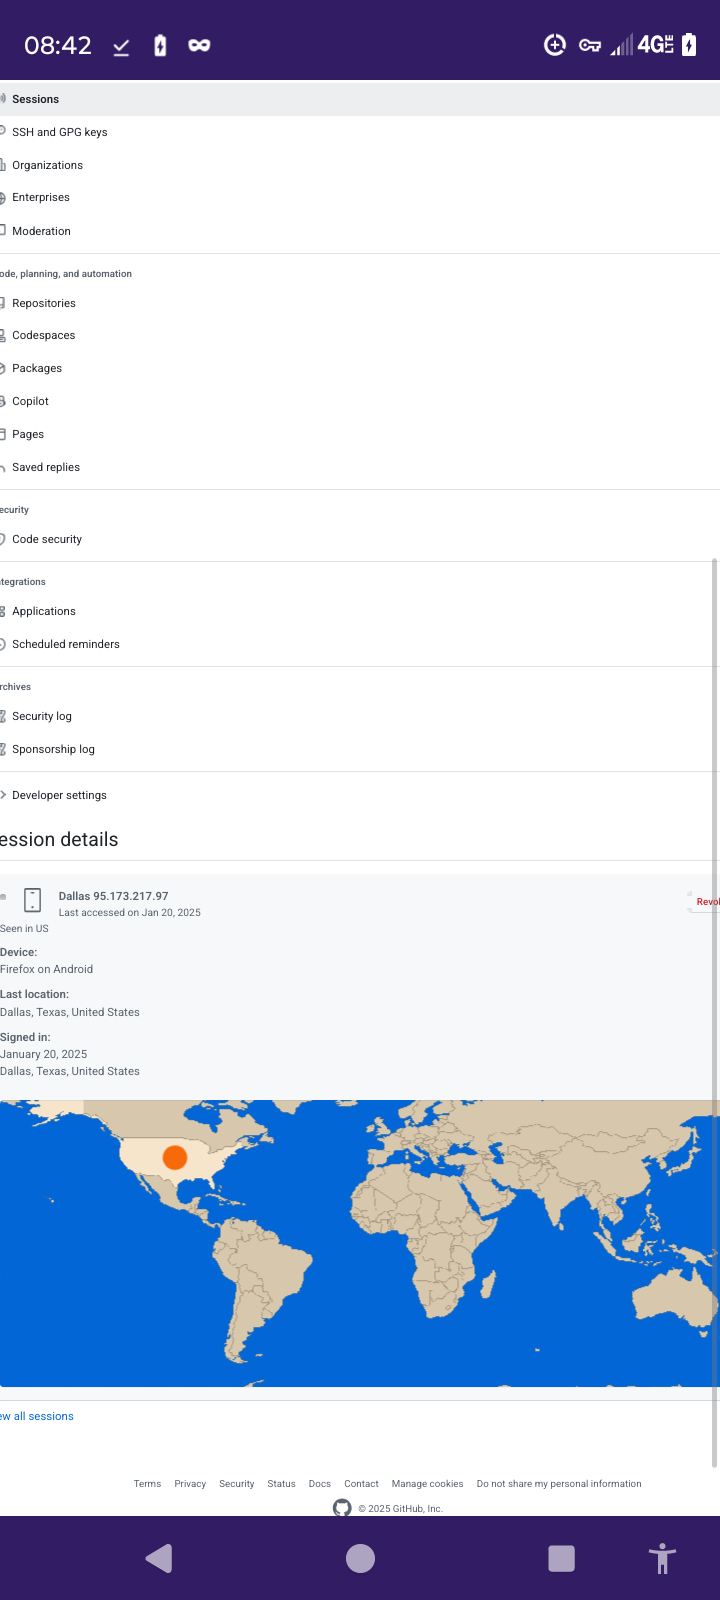 08:42
4G LTE
Sessions
SSH and GPG keys
Organizations
Enterprises
Moderation
ode, planning, and automation
Repositories
Codespaces
Packages
Copilot
Pages
Saved replies
ecurity
Code security
ntegrations
Applications
Scheduled reminders
rchives
Security log
Sponsorship log
Developer settings
ession details
Dallas 95.173.217.97
Last accessed on Jan 20, 2025
Revo
Seen in US
Device:
Firefox on Android
Last location:
Dallas, Texas, United States
Signed in:
January 20, 2025
Dallas, Texas, United States
ew all sessions
Terms Privacy Security Status Docs Contact Manage cookies Do not share my personal information
© 2025 GitHub, Inc.